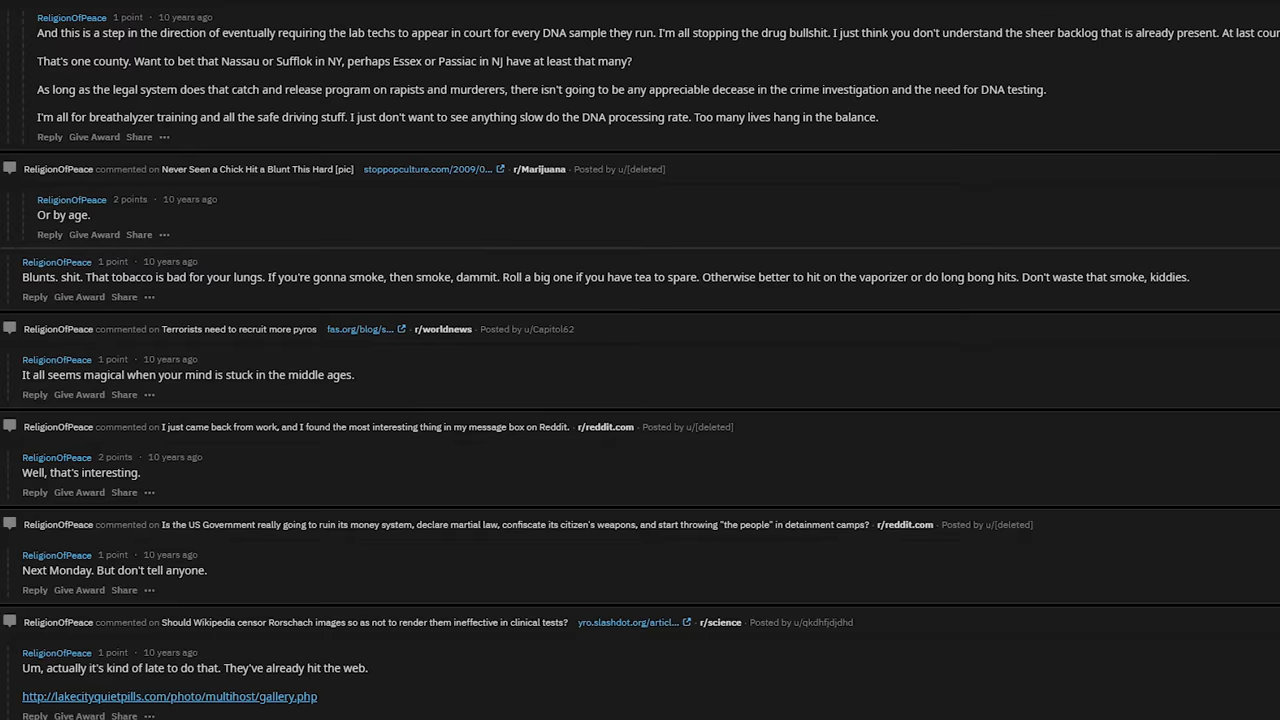 ReligionOfPeace 1 point · 10 years ago
And this is a step in the direction of eventually requiring the lab techs to appear in court for every DNA sample they run. I'm all stopping the drug bullshit. I just think you don't understand the sheer backlog that is already present. At last cour
That's one county. Want to bet that Nassau or Sufflok in NY, perhaps Essex or Passiac in NJ have at least that many?
As long as the legal system does that catch and release program on rapists and murderers, there isn't going to be any appreciable decease in the crime investigation and the need for DNA testing.
I'm all for breathalyzer training and all the safe driving stuff. I just don't want to see anything slow do the DNA processing rate. Too many lives hang in the balance.
Reply Give Award Share •••
ReligionOfPeace commented on Never Seen a Chick Hit a Blunt This Hard [pic] stoppopculture.com/2009/0... · r/Marijuana · Posted by u/[deleted]
ReligionOfPeace 2 points · 10 years ago
Or by age.
Reply Give Award Share •••
ReligionOfPeace 1 point · 10 years ago
Blunts. shit. That tobacco is bad for your lungs. If you're gonna smoke, then smoke, dammit. Roll a big one if you have tea to spare. Otherwise better to hit on the vaporizer or do long bong hits. Don't waste that smoke, kiddies.
Reply Give Award Share •••
ReligionOfPeace commented on Terrorists need to recruit more pyros fas.org/blog/s... · r/worldnews · Posted by u/Capitol62
ReligionOfPeace 1 point · 10 years ago
It all seems magical when your mind is stuck in the middle ages.
Reply Give Award Share •••
ReligionOfPeace commented on I just came back from work, and I found the most interesting thing in my message box on Reddit. · r/reddit.com · Posted by u/[deleted]
ReligionOfPeace 2 points · 10 years ago
Well, that's interesting.
Reply Give Award Share •••
ReligionOfPeace commented on Is the US Government really going to ruin its money system, declare martial law, confiscate its citizen's weapons, and start throwing "the people" in detainment camps? · r/reddit.com · Posted by u/[deleted]
ReligionOfPeace 1 point · 10 years ago
Next Monday. But don't tell anyone.
Reply Give Award Share •••
ReligionOfPeace commented on Should Wikipedia censor Rorschach images so as not to render them ineffective in clinical tests? yro.slashdot.org/articl... · r/science · Posted by u/qkdhfjdjdhd
ReligionOfPeace 1 point · 10 years ago
Um, actually it's kind of late to do that. They've already hit the web.
http://lakecityquietpills.com/photo/multihost/gallery.php
Reply Give Award Share •••